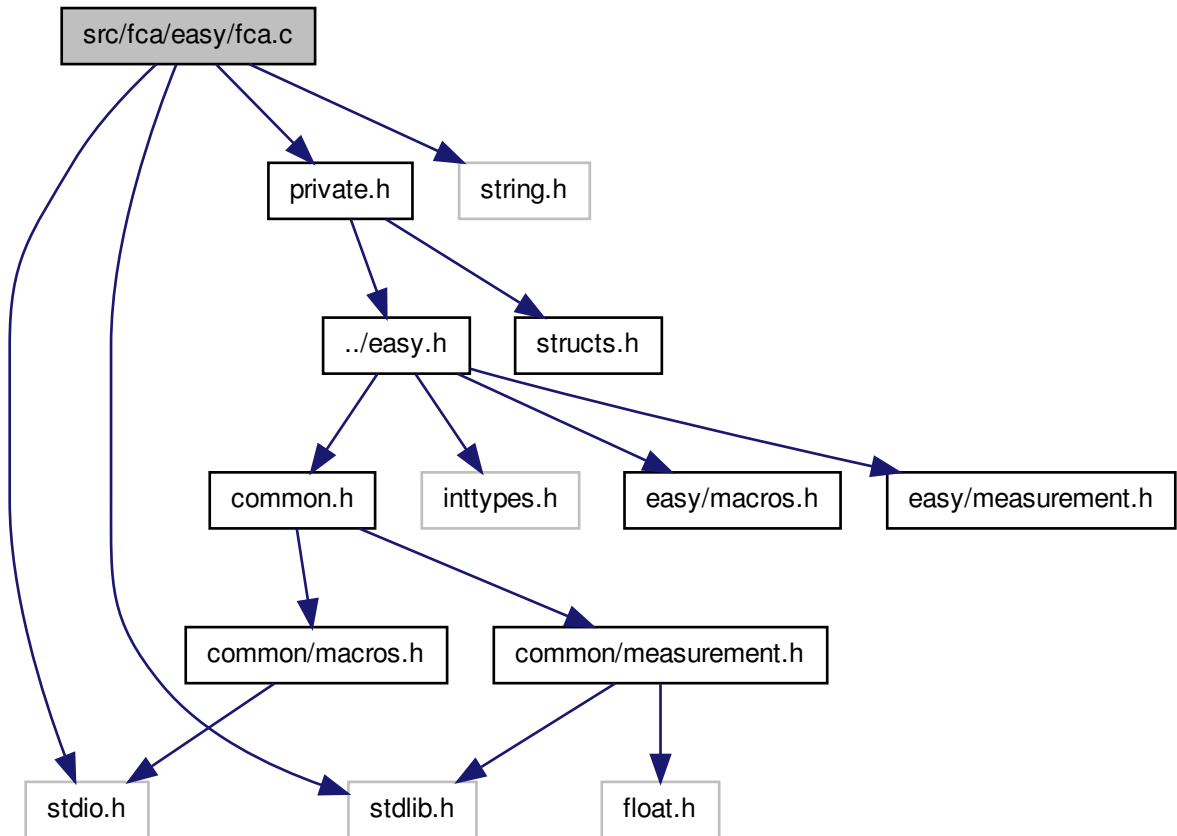 src/fca/easy/fca.c
private.h
string.h
../easy.h
structs.h
common.h
inttypes.h
easy/macros.h
easy/measurement.h
common/macros.h
common/measurement.h
stdio.h
stdlib.h
float.h